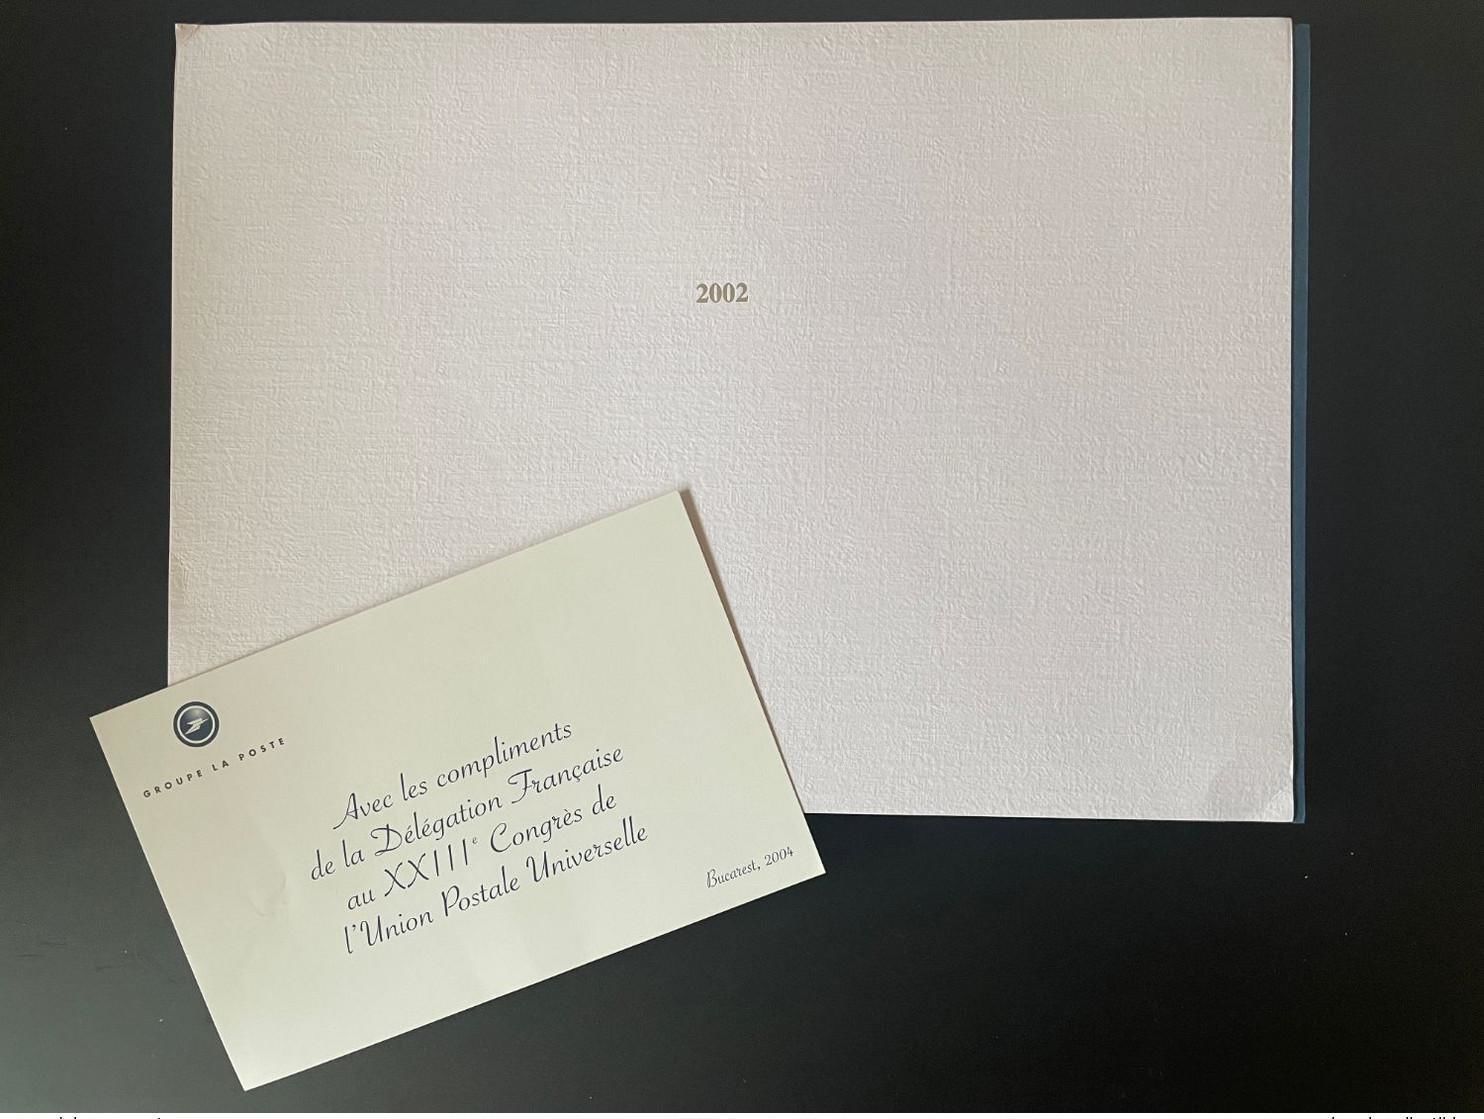 2002
GROUPE LA POSTE
Avec les compliments
de la Délégation Française
au XXIIIe Congrès de
l'Union Postale Universelle
Bucarest, 2004